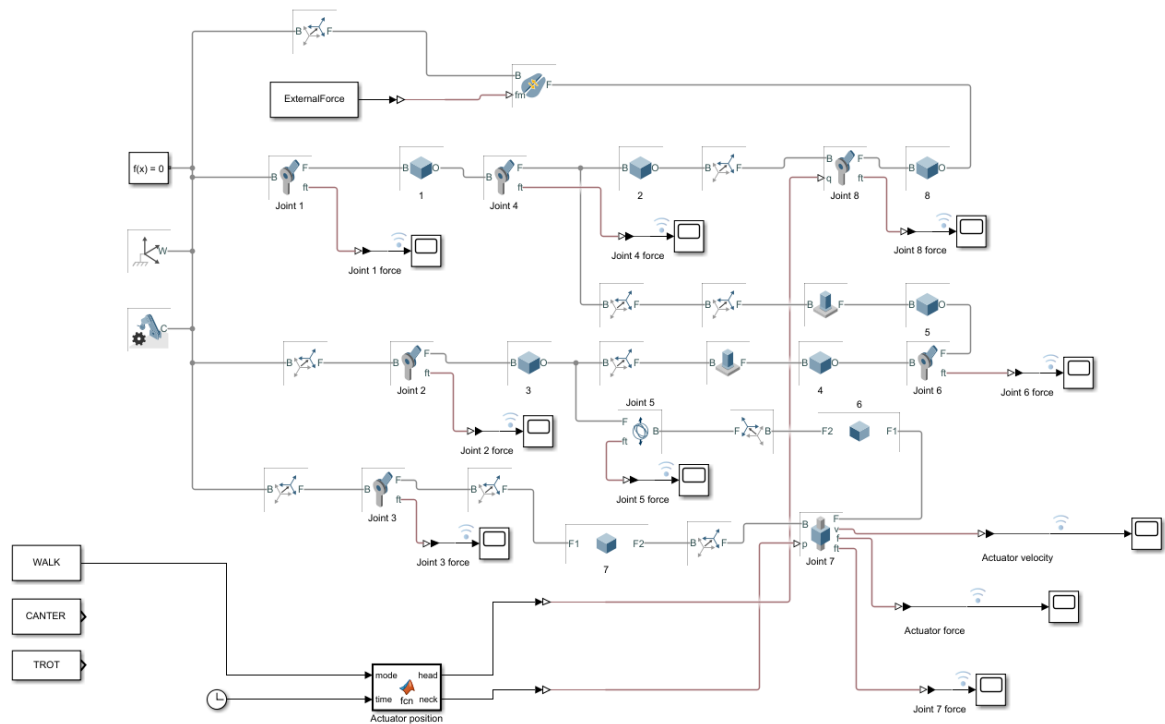 B F
B
F
ExternalForce
fm
f(x) = 0
B F
ft
B O
B F
ft
B O
B F
B F
q ft
B O
Joint 1
1
Joint 4
2
Joint 8
8
W
Joint 1 force
Joint 4 force
Joint 8 force
C
B F
B F
B F
B O
5
B F
B F
ft
B O
B F
B F
B O
B F
ft
Joint 2
3
4
Joint 6
Joint 6 force
Joint 5
6
F
ft B
F B
F2 F1
Joint 2 force
B F
B F
ft
B F
Joint 5 force
Joint 3
Joint 3 force
F1 F2
7
B F
B F
p v
f
ft
Joint 7
Actuator velocity
WALK
CANTER
Actuator force
TROT
mode head
time fcn neck
Actuator position
Joint 7 force